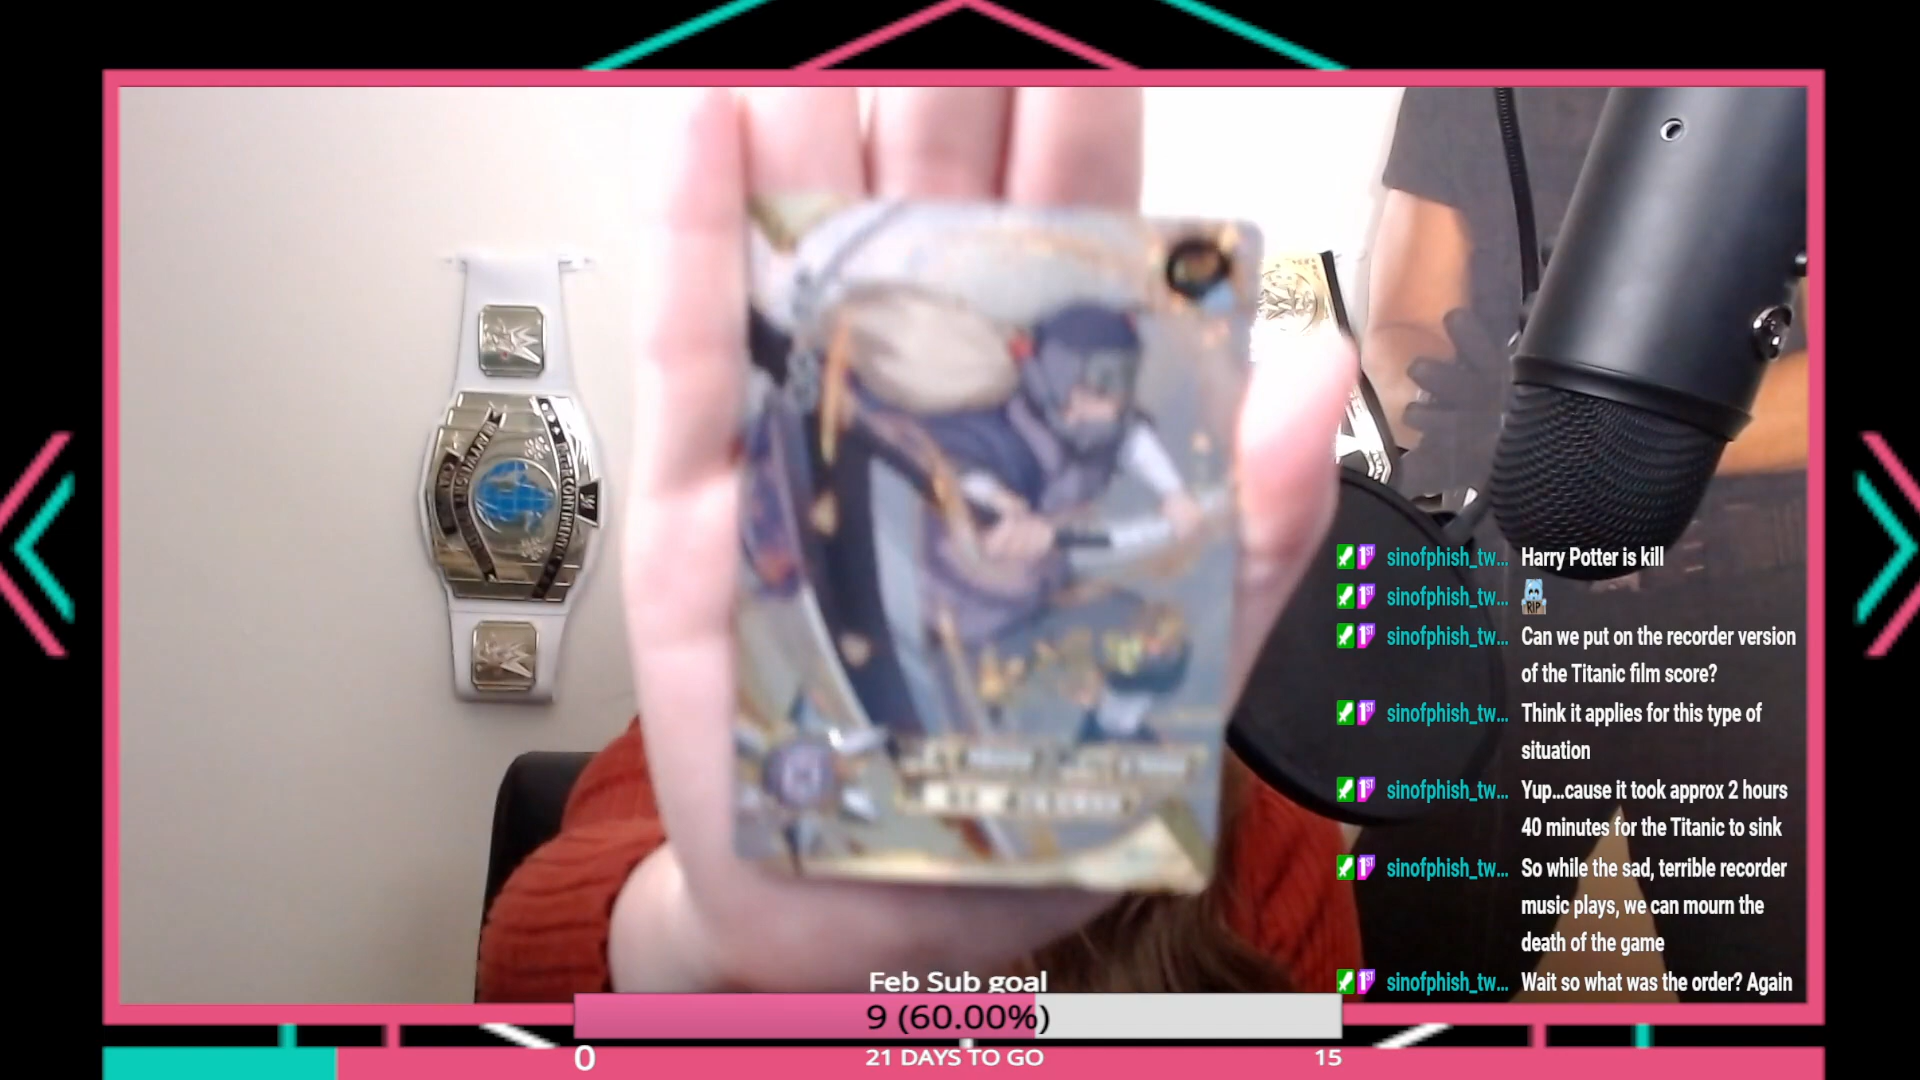 sinofphish_tw... Harry Potter is kill
sinofphish_tw... RIP
sinofphish_tw... Can we put on the recorder version
of the Titanic film score?
sinofphish_tw... Think it applies for this type of
situation
sinofphish_tw... Yup...cause it took approx 2 hours
40 minutes for the Titanic to sink
sinofphish_tw... So while the sad, terrible recorder
music plays, we can mourn the
death of the game
sinofphish_tw... Wait so what was the order? Again
Feb Sub goal
9 (60.00%)
0
21 DAYS TO GO
15